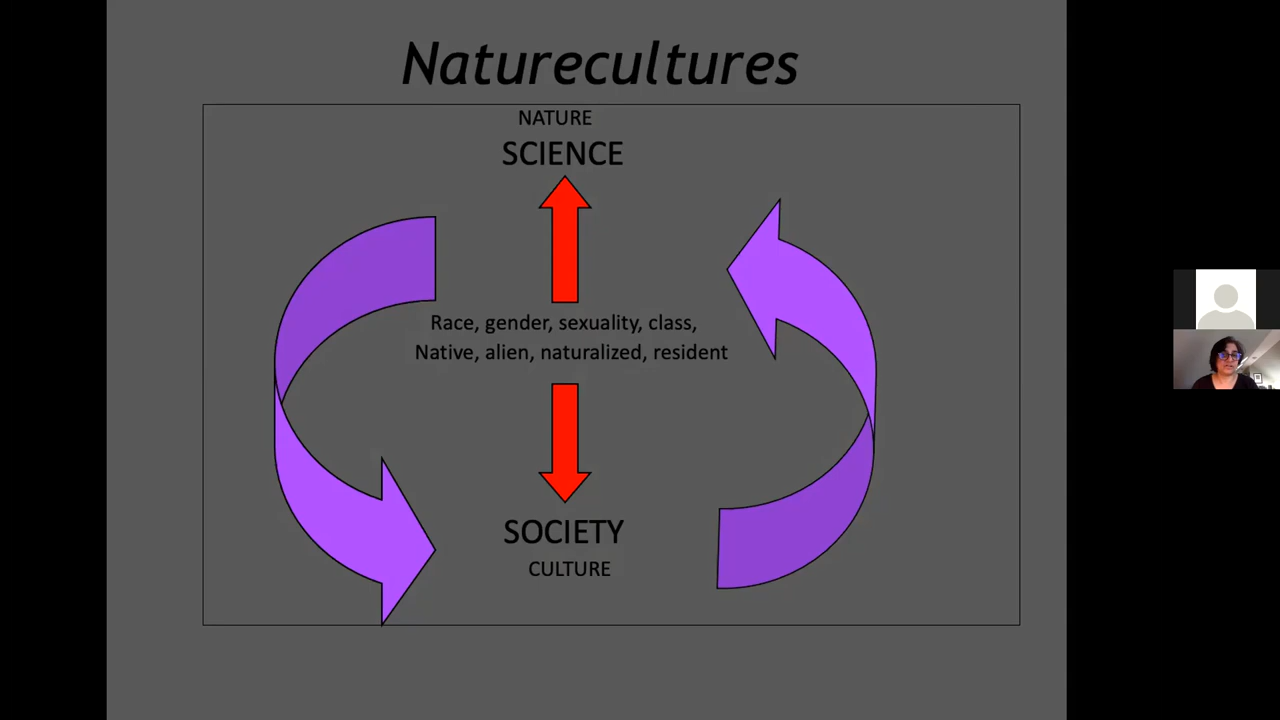 Naturecultures
NATURE
SCIENCE
Race, gender, sexuality, class,
Native, alien, naturalized, resident
SOCIETY
CULTURE